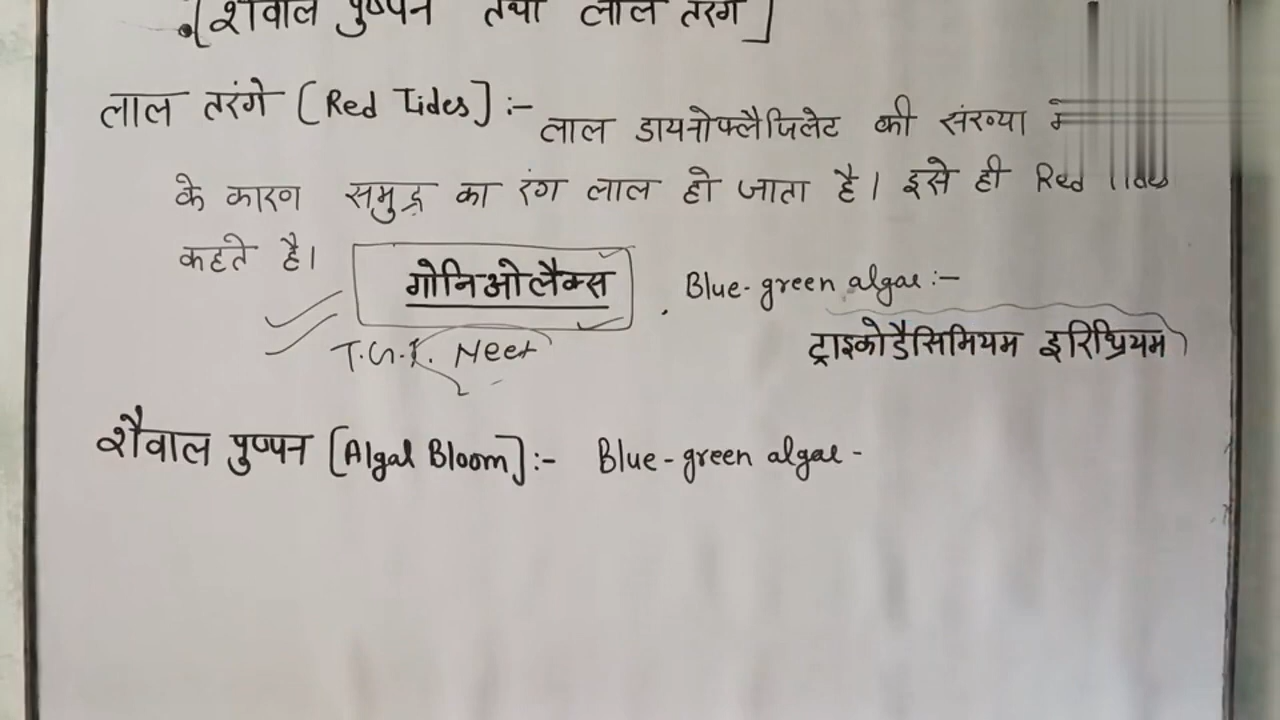 [शैवाल पुष्पन तथा लाल तरंगे]
लाल तरंगे [Red Tides] :- लाल डायनोफ्लैजिलेट की संख्या
के कारण समुद्र का रंग लाल हो जाता है। इसे ही Red Tides
कहते है।
गोनिओलैक्स . Blue-green algae :-
ट्राइकोडैसिमियम इरिथ्रियम
Neet
शैवाल पुष्पन [Algal Bloom] :- Blue-green algae -